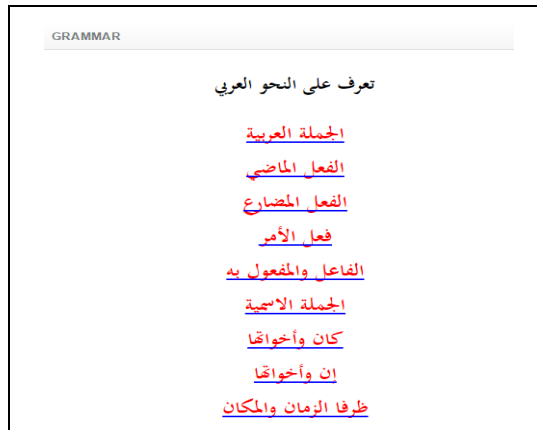 GRAMMAR
تعرف على النحو العربي
الجملة العربية
الفعل الماضي
الفعل المضارع
فعل الأمر
الفاعل والمفعول به
الجملة الاسمية
كان وأخواتها
إن وأخواتها
ظرفا الزمان والمكان